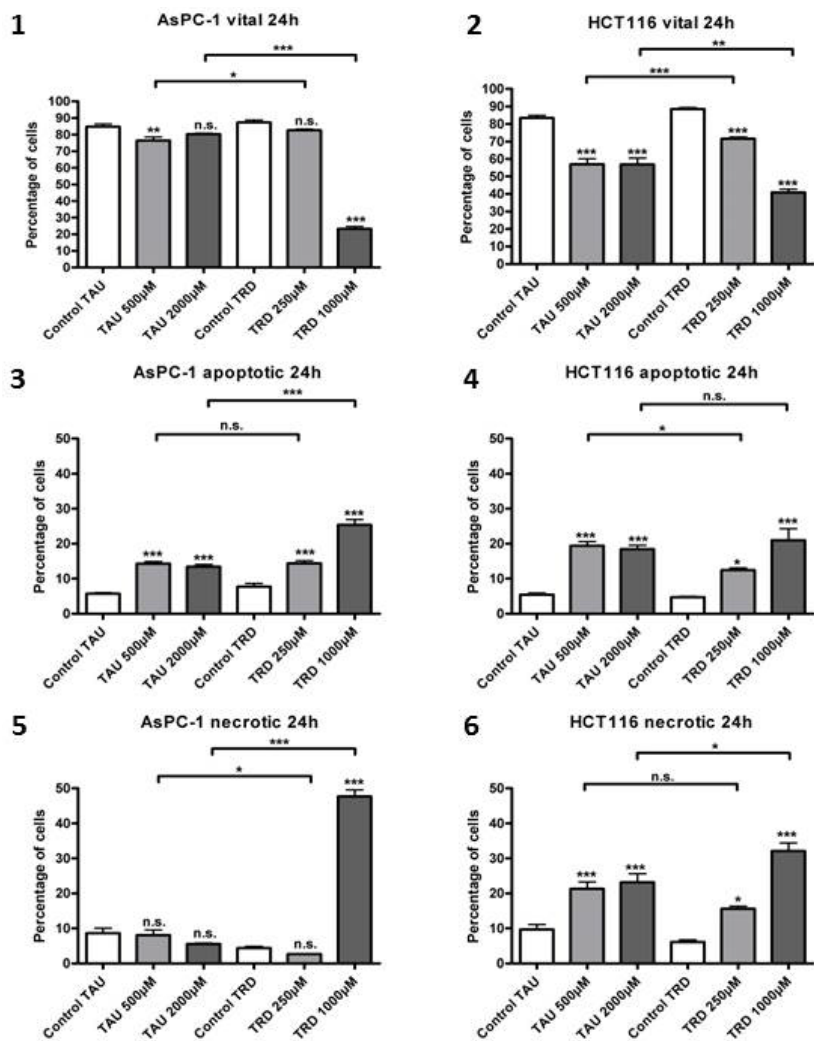 1
AsPC-1 vital 24h
***
*
Percentage of cells
100
90
80
70
60
50
40
30
20
10
0
**
n.s.
n.s.
***
Control TAU
TAU 500µM
TAU 2000µM
Control TRD
TRD 250µM
TRD 1000µM
2
HCT116 vital 24h
**
***
Percentage of cells
100
90
80
70
60
50
40
30
20
10
0
***
***
***
***
Control TAU
TAU 500µM
TAU 2000µM
Control TRD
TRD 250µM
TRD 1000µM
3
AsPC-1 apoptotic 24h
***
n.s.
Percentage of cells
50
40
30
20
10
0
***
***
***
***
Control TAU
TAU 500µM
TAU 2000µM
Control TRD
TRD 250µM
TRD 1000µM
4
HCT116 apoptotic 24h
n.s.
*
Percentage of cells
50
40
30
20
10
0
***
***
*
***
Control TAU
TAU 500µM
TAU 2000µM
Control TRD
TRD 250µM
TRD 1000µM
5
AsPC-1 necrotic 24h
***
*
Percentage of cells
50
40
30
20
10
0
n.s.
n.s.
n.s.
***
Control TAU
TAU 500µM
TAU 2000µM
Control TRD
TRD 250µM
TRD 1000µM
6
HCT116 necrotic 24h
*
n.s.
Percentage of cells
50
40
30
20
10
0
***
***
*
***
Control TAU
TAU 500µM
TAU 2000µM
Control TRD
TRD 250µM
TRD 1000µM